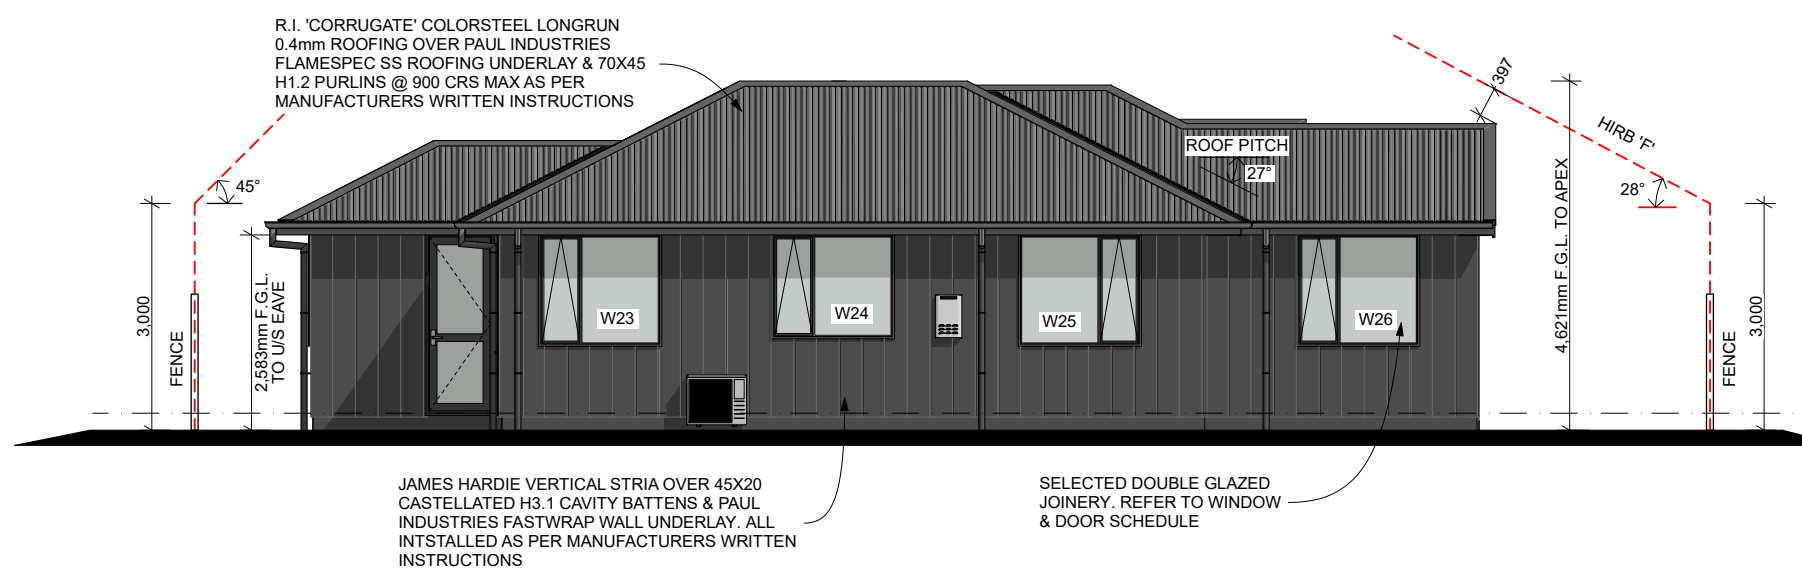 R.I. 'CORRUGATE' COLORSTEEL LONGRUN
0.4mm ROOFING OVER PAUL INDUSTRIES
FLAMESPEC SS ROOFING UNDERLAY & 70X45
H1.2 PURLINS @ 900 CRS MAX AS PER
MANUFACTURERS WRITTEN INSTRUCTIONS
45°
3,000
FENCE
2,583mm F.G.L.
TO U/S EAVE
W23
W24
W25
W26
ROOF PITCH
27°
397
HIRB 'F'
28°
4,621mm F.G.L. TO APEX
FENCE
3,000
JAMES HARDIE VERTICAL STRIA OVER 45X20
CASTELLATED H3.1 CAVITY BATTENS & PAUL
INDUSTRIES FASTWRAP WALL UNDERLAY. ALL
INTSTALLED AS PER MANUFACTURERS WRITTEN
INSTRUCTIONS
SELECTED DOUBLE GLAZED
JOINERY. REFER TO WINDOW
& DOOR SCHEDULE